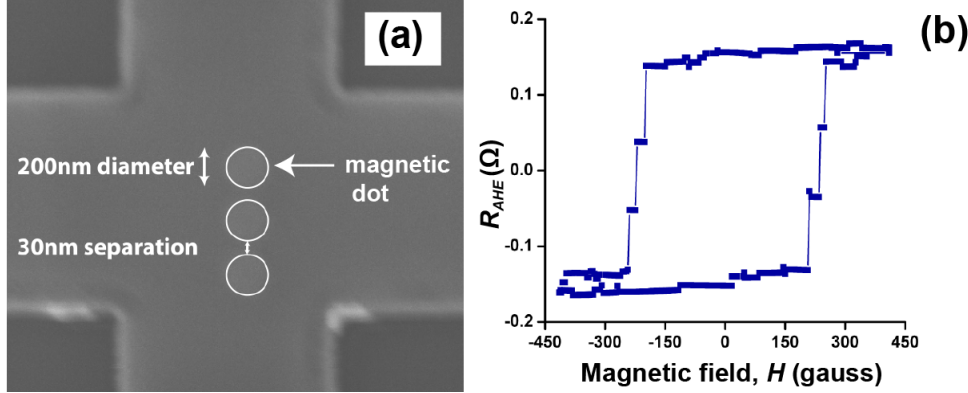 (a)
200nm diameter
magnetic
dot
30nm separation
(b)
R_AHE (Ω)
0.2
0.1
0.0
-0.1
-0.2
-450 -300 -150 0 150 300 450
Magnetic field, H (gauss)